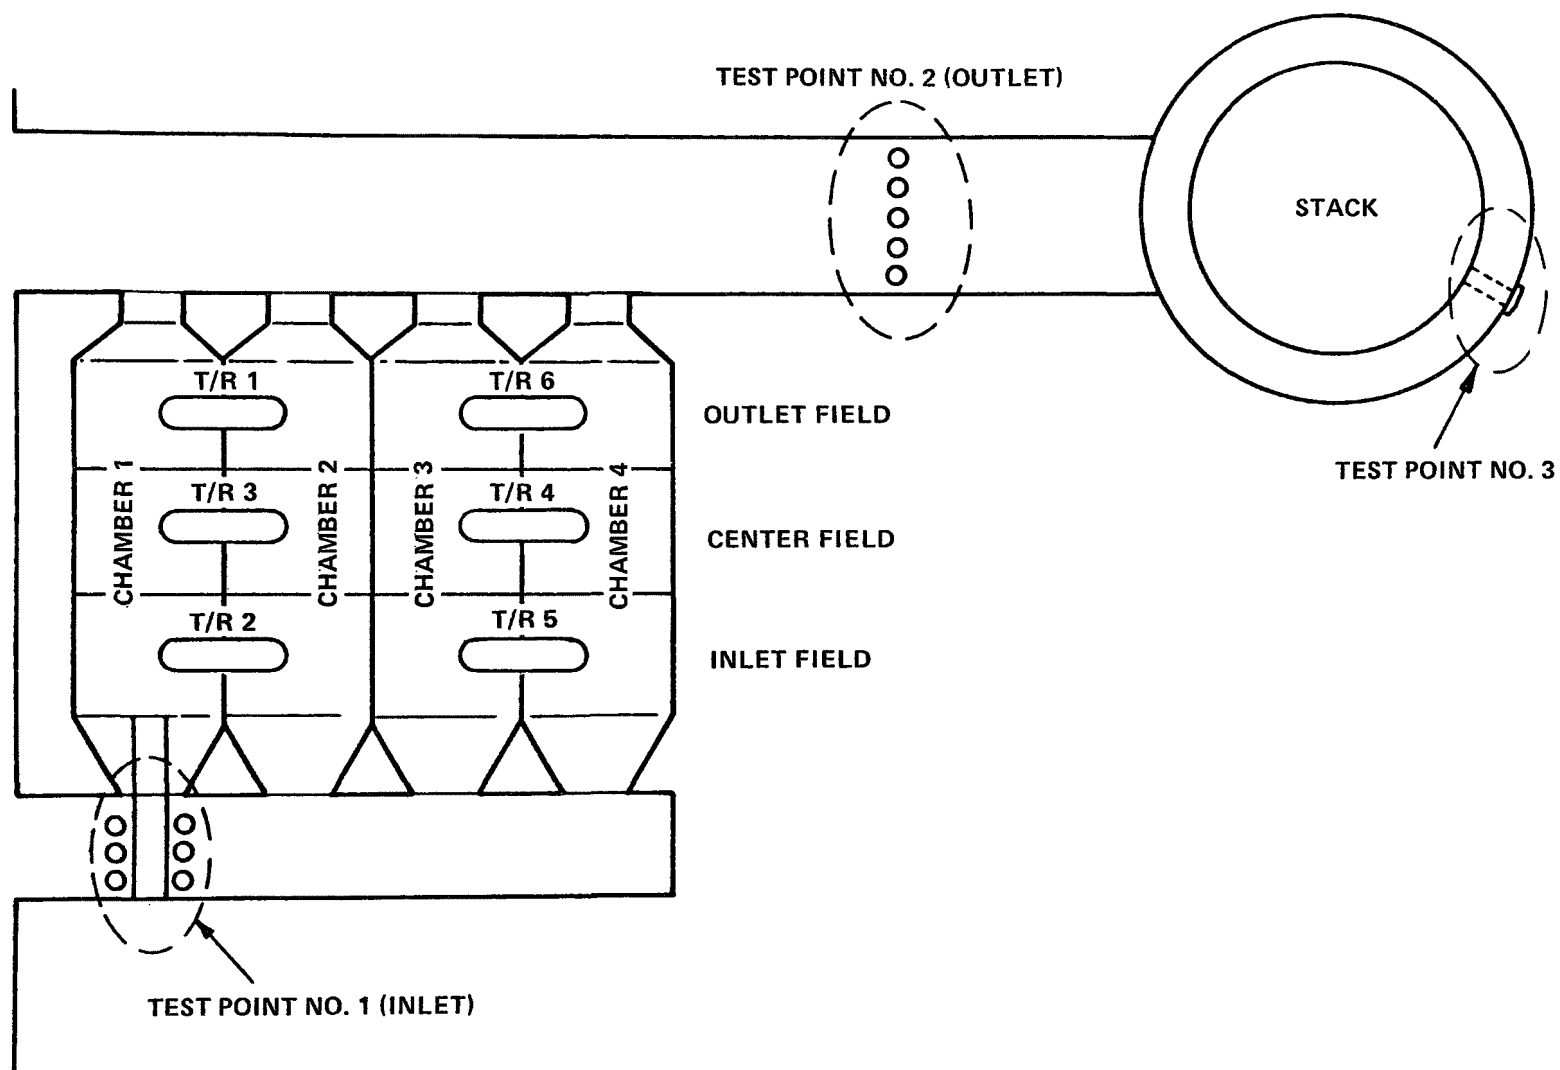 TEST POINT NO. 2 (OUTLET)
STACK
T/R 1
T/R 6
OUTLET FIELD
TEST POINT NO. 3
CHAMBER 1
T/R 3
CHAMBER 2
CHAMBER 3
T/R 4
CHAMBER 4
CENTER FIELD
T/R 2
T/R 5
INLET FIELD
TEST POINT NO. 1 (INLET)